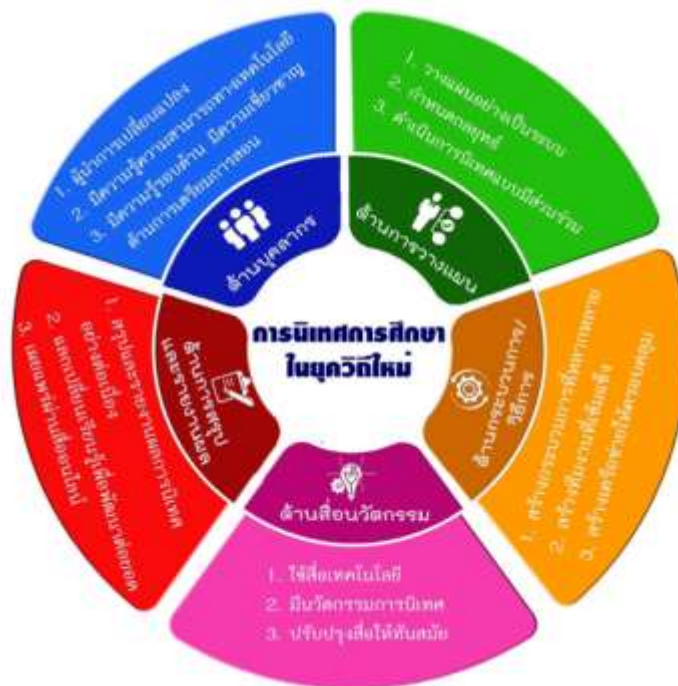 การนิเทศการศึกษา
ในยุควิถีใหม่
ด้านบุคลากร
1. ผู้นำการเปลี่ยนแปลง
2. มีความรู้ความสามารถทางเทคโนโลยี
3. มีความรู้รอบด้าน มีความเชี่ยวชาญ
ด้านการเตรียมการสอน
ด้านการวางแผน
1. วางแผนอย่างเป็นระบบ
2. กำหนดกลยุทธ์
3. ดำเนินการนิเทศแบบมีส่วนร่วม
ด้านกระบวนการ/
วิธีการ
1. สร้างกระบวนการที่หลากหลาย
2. สร้างทีมงานที่เข้มแข็ง
3. สร้างเครือข่ายให้ครอบคลุม
ด้านสื่อนวัตกรรม
1. ใช้สื่อเทคโนโลยี
2. มีนวัตกรรมการนิเทศ
3. ปรับปรุงสื่อให้ทันสมัย
ด้านการสรุป
และรายงานผล
1. สรุปและรายงานผลการนิเทศ
อย่างต่อเนื่อง
2. แลกเปลี่ยนเรียนรู้เพื่อพัฒนาต่อยอด
3. เผยแพร่ผ่านสื่อออนไลน์